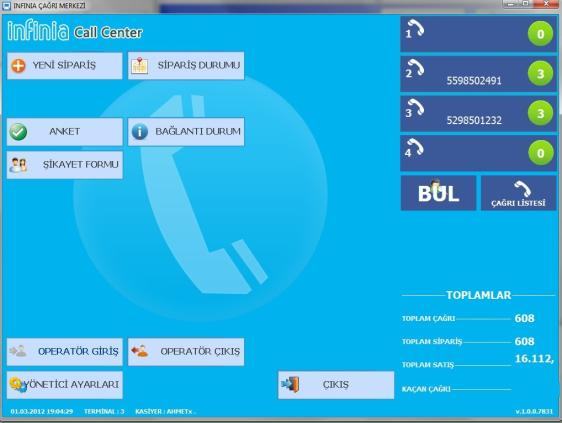 INFINIA ÇAĞRI MERKEZİ
infinia Call Center
YENİ SİPARİŞ
SİPARİŞ DURUMU
ANKET
BAĞLANTI DURUM
ŞİKAYET FORMU
1 0
2 5598502491 3
3 5298501232 3
4 0
BUL
ÇAĞRI LİSTESİ
TOPLAMLAR
TOPLAM ÇAĞRI 608
TOPLAM SİPARİŞ 608
TOPLAM SATIŞ 16.112,
KAÇAN ÇAĞRI
OPERATÖR GİRİŞ
OPERATÖR ÇIKIŞ
YÖNETİCİ AYARLARI
ÇIKIŞ
01.03.2012 19:04:29 TERMİNAL : 3 KASİYER : AHMETx . v.1.0.0.7831